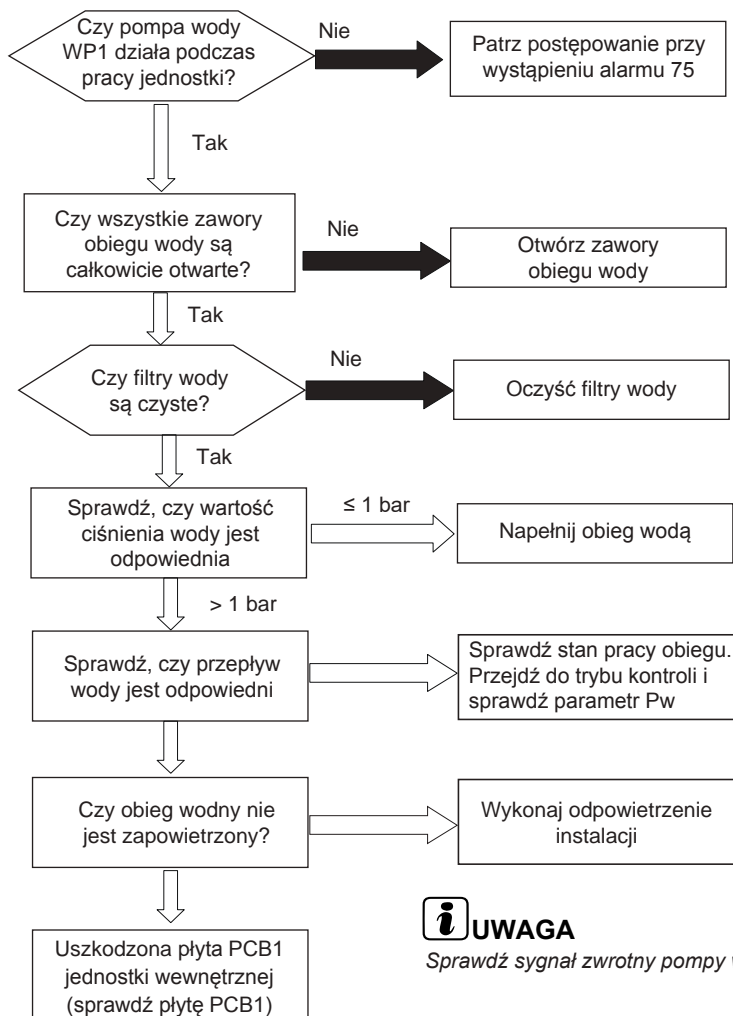 Czy pompa wody
WP1 działa podczas
pracy jednostki?
Nie
Patrz postępowanie przy
wystąpieniu alarmu 75
Tak
Czy wszystkie zawory
obiegu wody są
całkowicie otwarte?
Nie
Otwórz zawory
obiegu wody
Tak
Czy filtry wody
są czyste?
Nie
Oczyść filtry wody
Tak
Sprawdź, czy wartość
ciśnienia wody jest
odpowiednia
≤ 1 bar
Napełnij obieg wodą
> 1 bar
Sprawdź, czy przepływ
wody jest odpowiedni
Sprawdź stan pracy obiegu.
Przejdź do trybu kontroli i
sprawdź parametr Pw
Czy obieg wodny nie
jest zapowietrzony?
Wykonaj odpowietrzenie
instalacji
Uszkodzona płyta PCB1
jednostki wewnętrznej
(sprawdź płytę PCB1)
i UWAGA
Sprawdź sygnał zwrotny pompy